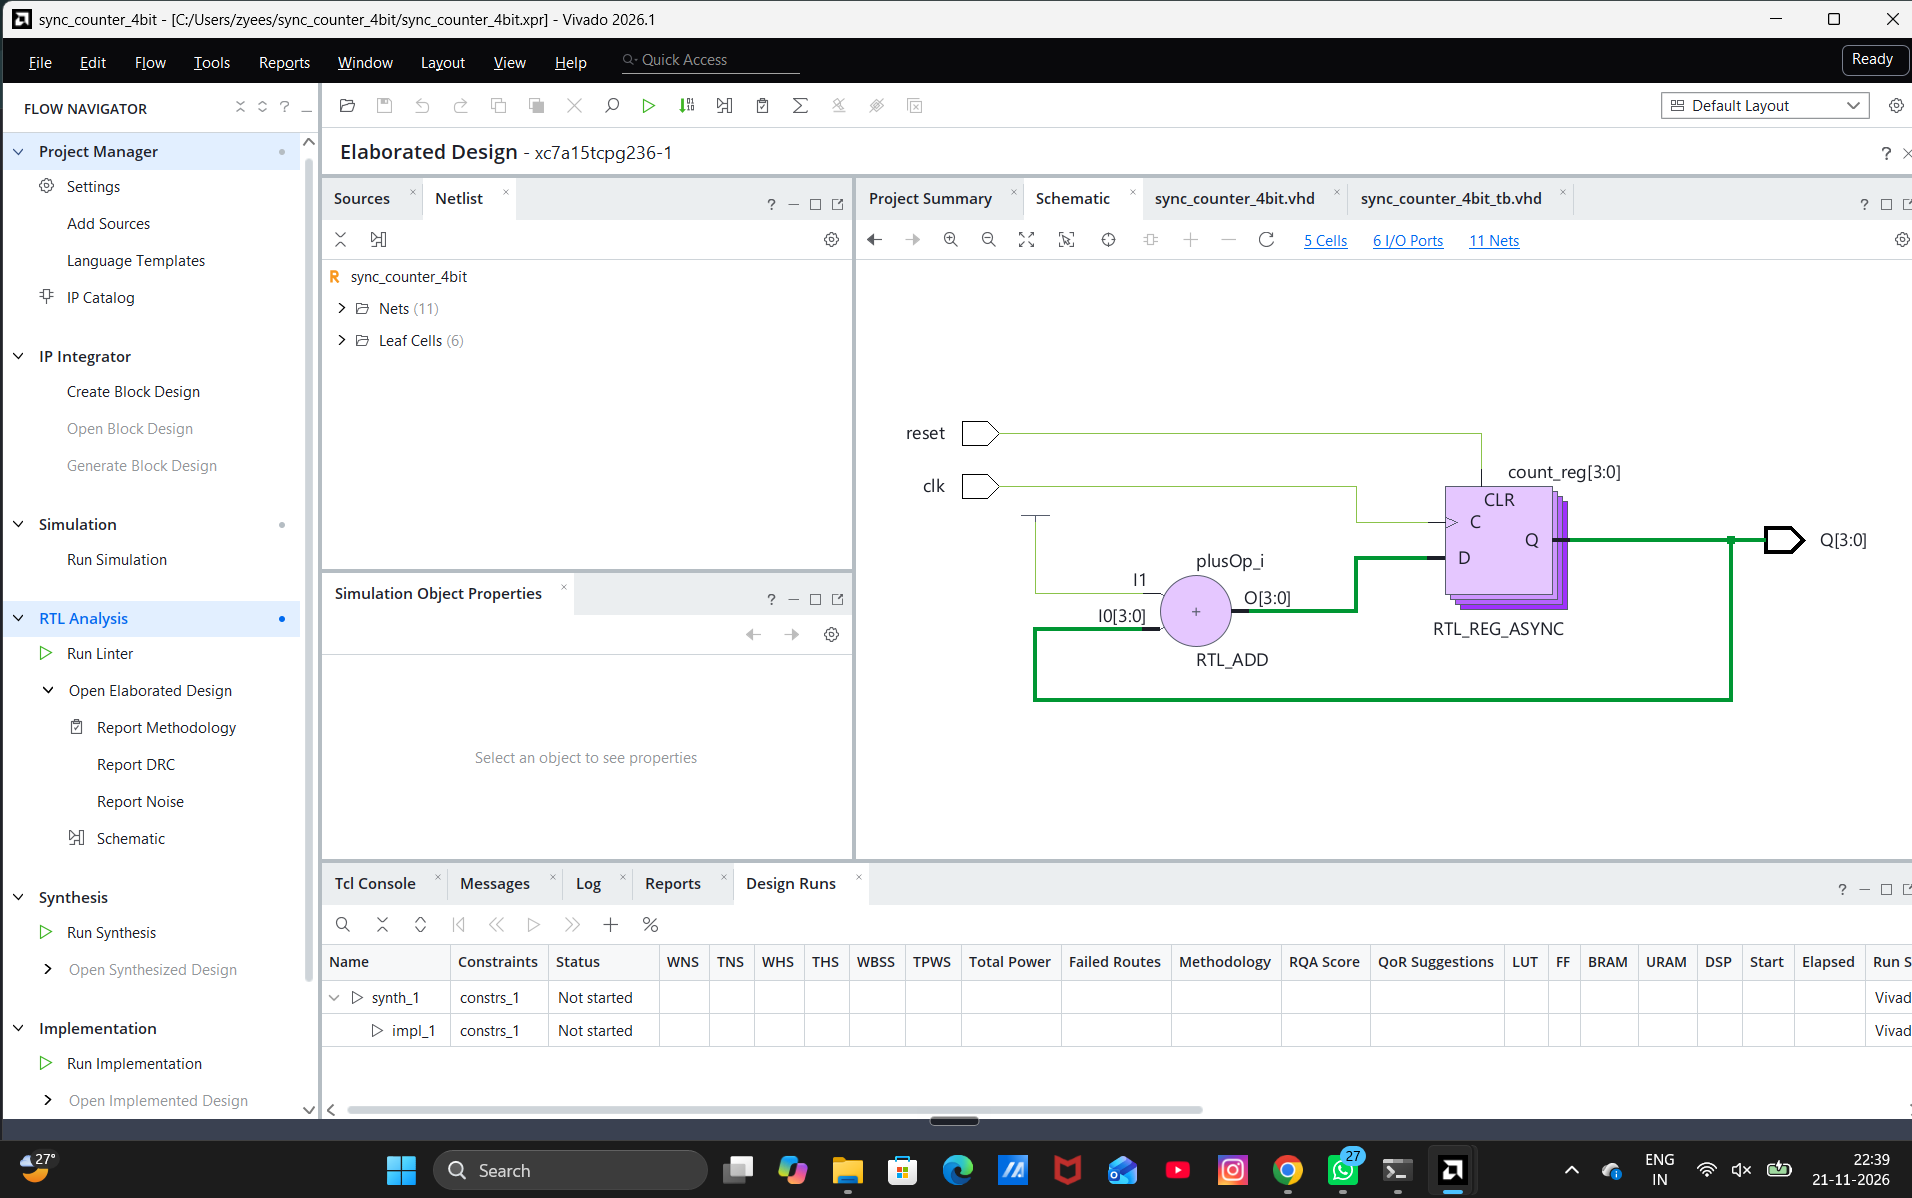 sync_counter_4bit - [C:/Users/zyees/sync_counter_4bit/sync_counter_4bit.xpr] - Vivado 2026.1
File Edit Flow Tools Reports Window Layout View Help Quick Access Ready
FLOW NAVIGATOR
Default Layout
Project Manager
Settings
Add Sources
Language Templates
IP Catalog
IP Integrator
Create Block Design
Open Block Design
Generate Block Design
Simulation
Run Simulation
RTL Analysis
Run Linter
Open Elaborated Design
Report Methodology
Report DRC
Report Noise
Schematic
Synthesis
Run Synthesis
Open Synthesized Design
Implementation
Run Implementation
Open Implemented Design
Elaborated Design - xc7a15tcpg236-1
Sources Netlist
sync_counter_4bit
Nets (11)
Leaf Cells (6)
Simulation Object Properties
Select an object to see properties
Project Summary Schematic sync_counter_4bit.vhd sync_counter_4bit_tb.vhd
5 Cells 6 I/O Ports 11 Nets
reset
clk
count_reg[3:0]
CLR
C
Q
D
RTL_REG_ASYNC
Q[3:0]
plusOp_i
I1
I0[3:0]
+
O[3:0]
RTL_ADD
Tcl Console Messages Log Reports Design Runs
Name Constraints Status WNS TNS WHS THS WBSS TPWS Total Power Failed Routes Methodology RQA Score QoR Suggestions LUT FF BRAM URAM DSP Start Elapsed Run S
synth_1 constrs_1 Not started Vivad
impl_1 constrs_1 Not started Vivad
27°
Search
27
ENG
IN
22:39
21-11-2026